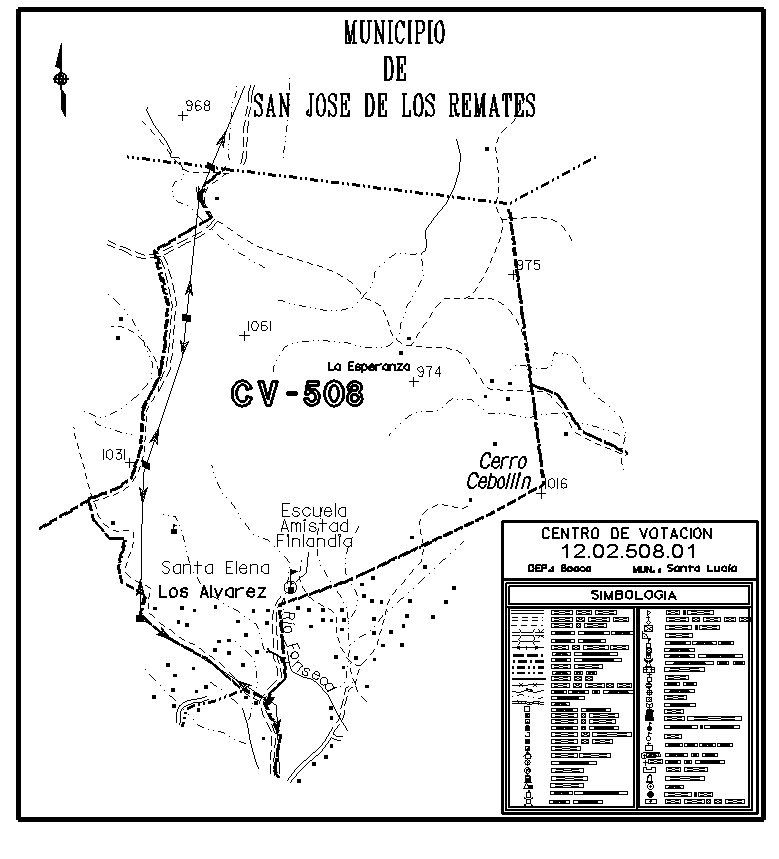 MUNICIPIO
DE
SAN JOSE DE LOS REMATES
968
975
1061
La Esperanza
974
CV-508
1031
Cerro
Cebollin
1016
Escuela
Amistad
Finlandia
Santa Elena
Los Alvarez
Rio Fonseca
CENTRO DE VOTACION
12.02.508.01
DEP.: Boaco MUN.: Santa Lucía
SIMBOLOGIA